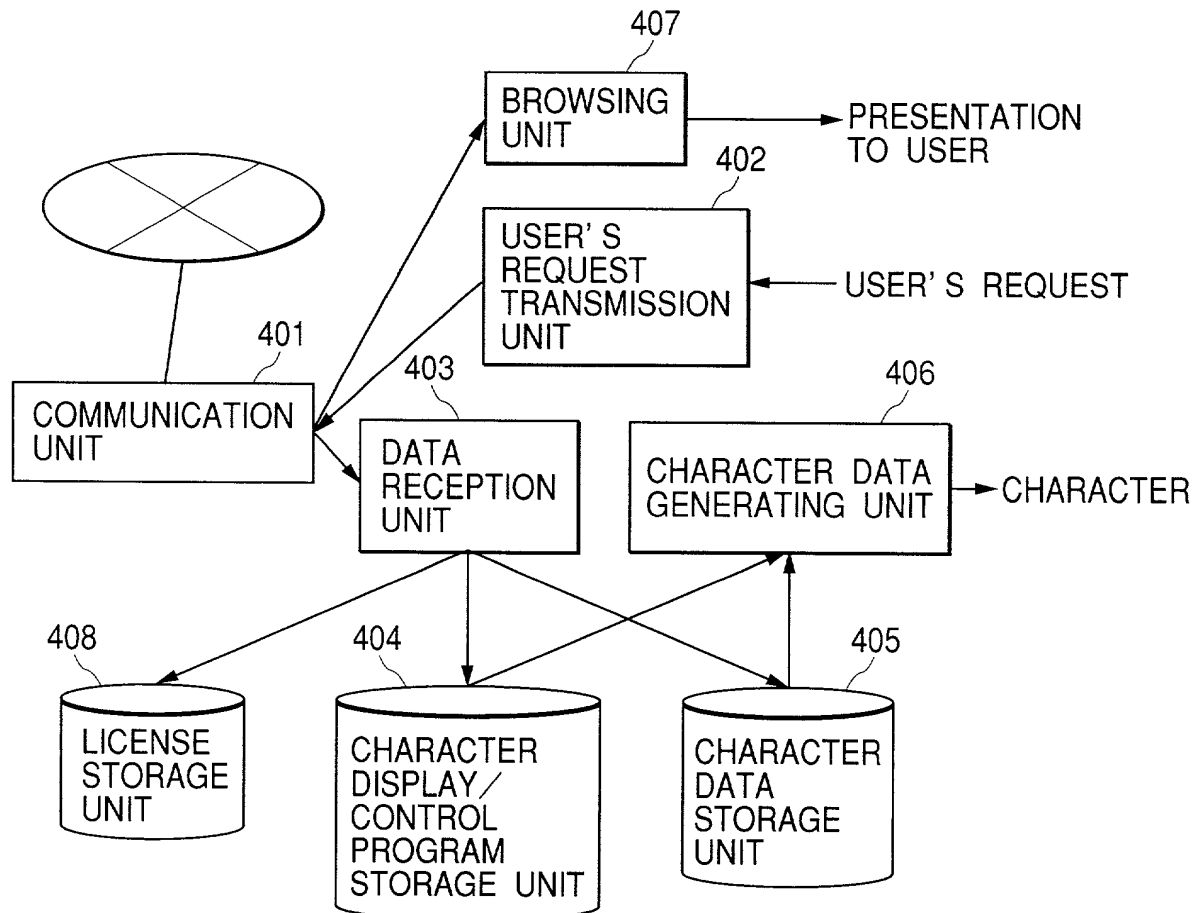 407
BROWSING
UNIT
PRESENTATION
TO USER
402
USER'S
REQUEST
TRANSMISSION
UNIT
USER'S REQUEST
401
COMMUNICATION
UNIT
403
DATA
RECEPTION
UNIT
406
CHARACTER DATA
GENERATING UNIT
CHARACTER
408
LICENSE
STORAGE
UNIT
404
CHARACTER
DISPLAY/
CONTROL
PROGRAM
STORAGE UNIT
405
CHARACTER
DATA
STORAGE
UNIT